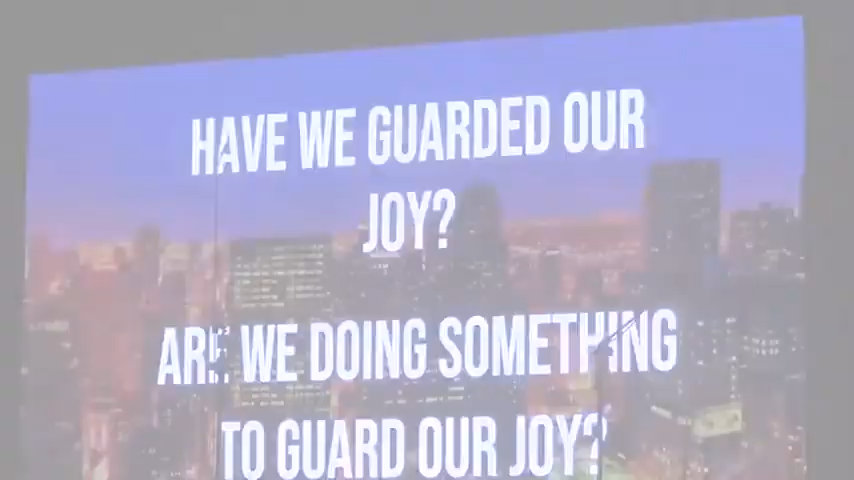 HAVE WE GUARDED OUR
JOY?
ARE WE DOING SOMETHING
TO GUARD OUR JOY?